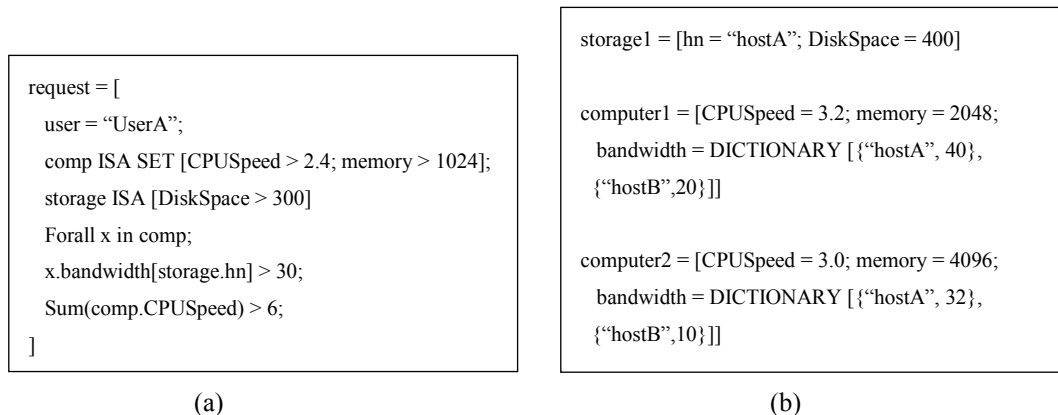 request = [
user = “UserA”;
comp ISA SET [CPUSpeed > 2.4; memory > 1024];
storage ISA [DiskSpace > 300]
Forall x in comp;
x.bandwidth[storage.hn] > 30;
Sum(comp.CPUSpeed) > 6;
]
(a)
storage1 = [hn = “hostA”; DiskSpace = 400]
computer1 = [CPUSpeed = 3.2; memory = 2048;
bandwidth = DICTIONARY [{“hostA”, 40},
{“hostB”,20}]]
computer2 = [CPUSpeed = 3.0; memory = 4096;
bandwidth = DICTIONARY [{“hostA”, 32},
{“hostB”,10}]]
(b)